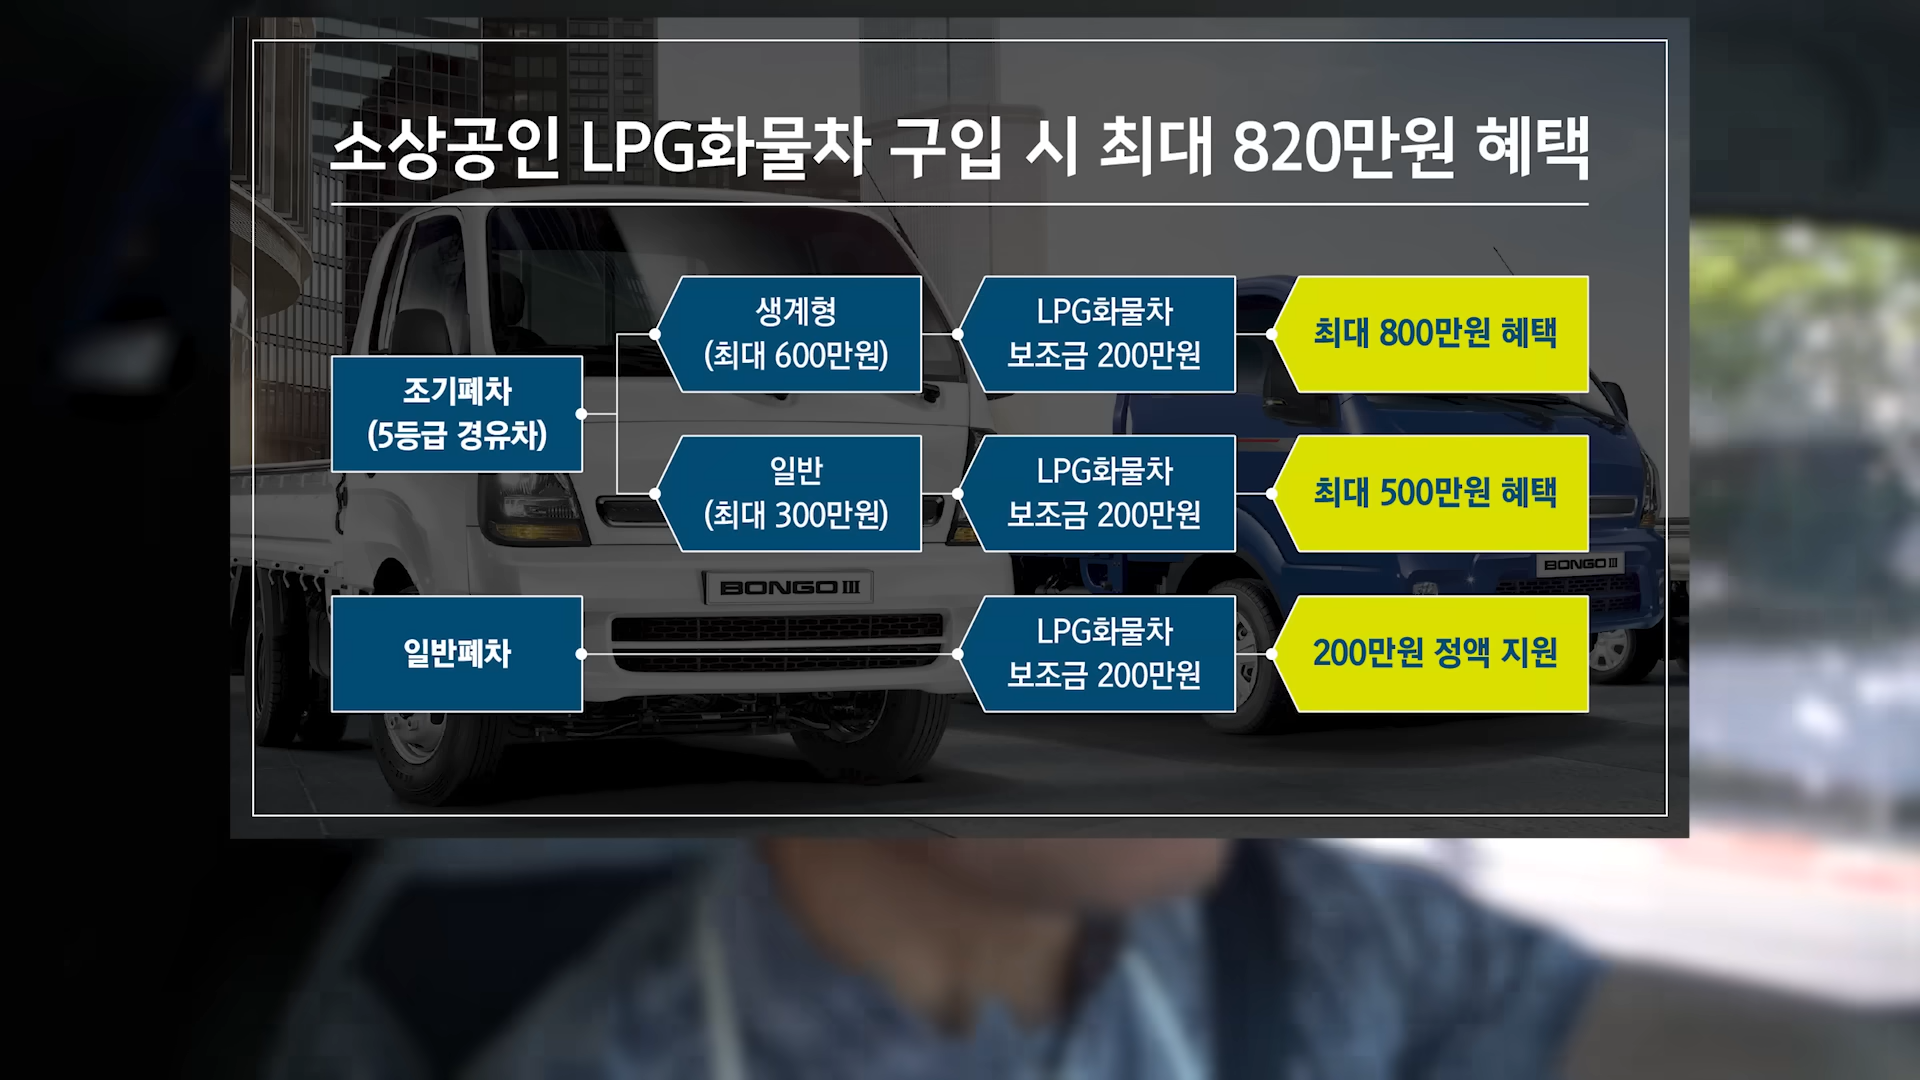 소상공인 LPG화물차 구입 시 최대 820만원 혜택
조기폐차
(5등급 경유차)
생계형
(최대 600만원)
LPG화물차
보조금 200만원
최대 800만원 혜택
일반
(최대 300만원)
LPG화물차
보조금 200만원
최대 500만원 혜택
일반폐차
LPG화물차
보조금 200만원
200만원 정액 지원
BONGO III
BONGO III